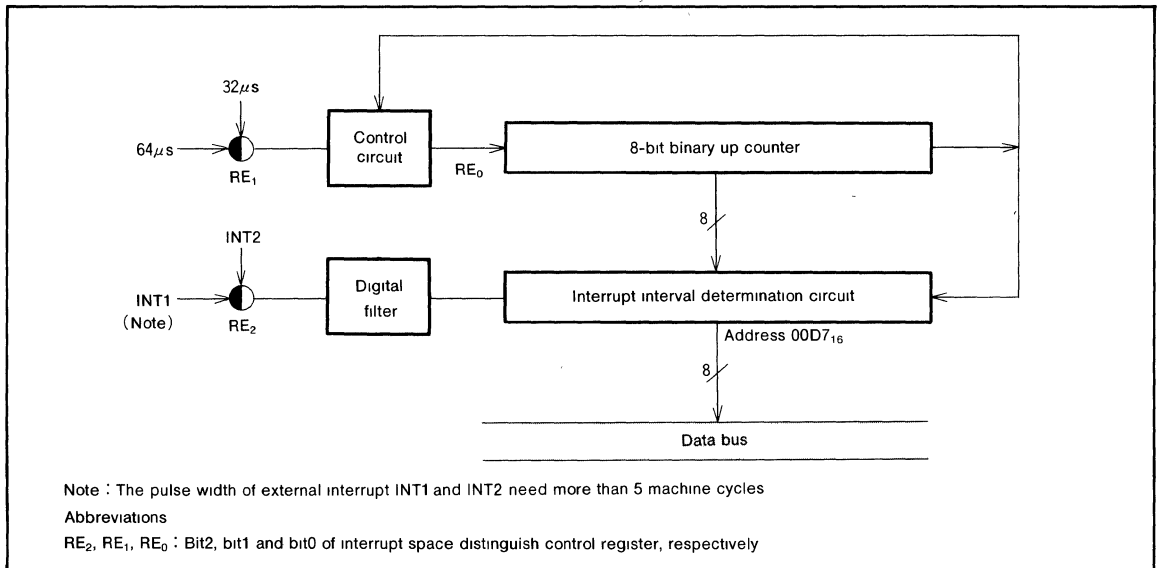 32μs
64μs
RE₁
Control
circuit
RE₀
8-bit binary up counter
8
INT2
INT1
(Note)
RE₂
Digital
filter
Interrupt interval determination circuit
Address 00D7₁₆
8
Data bus
Note : The pulse width of external interrupt INT1 and INT2 need more than 5 machine cycles
Abbreviations
RE₂, RE₁, RE₀ : Bit2, bit1 and bit0 of interrupt space distinguish control register, respectively